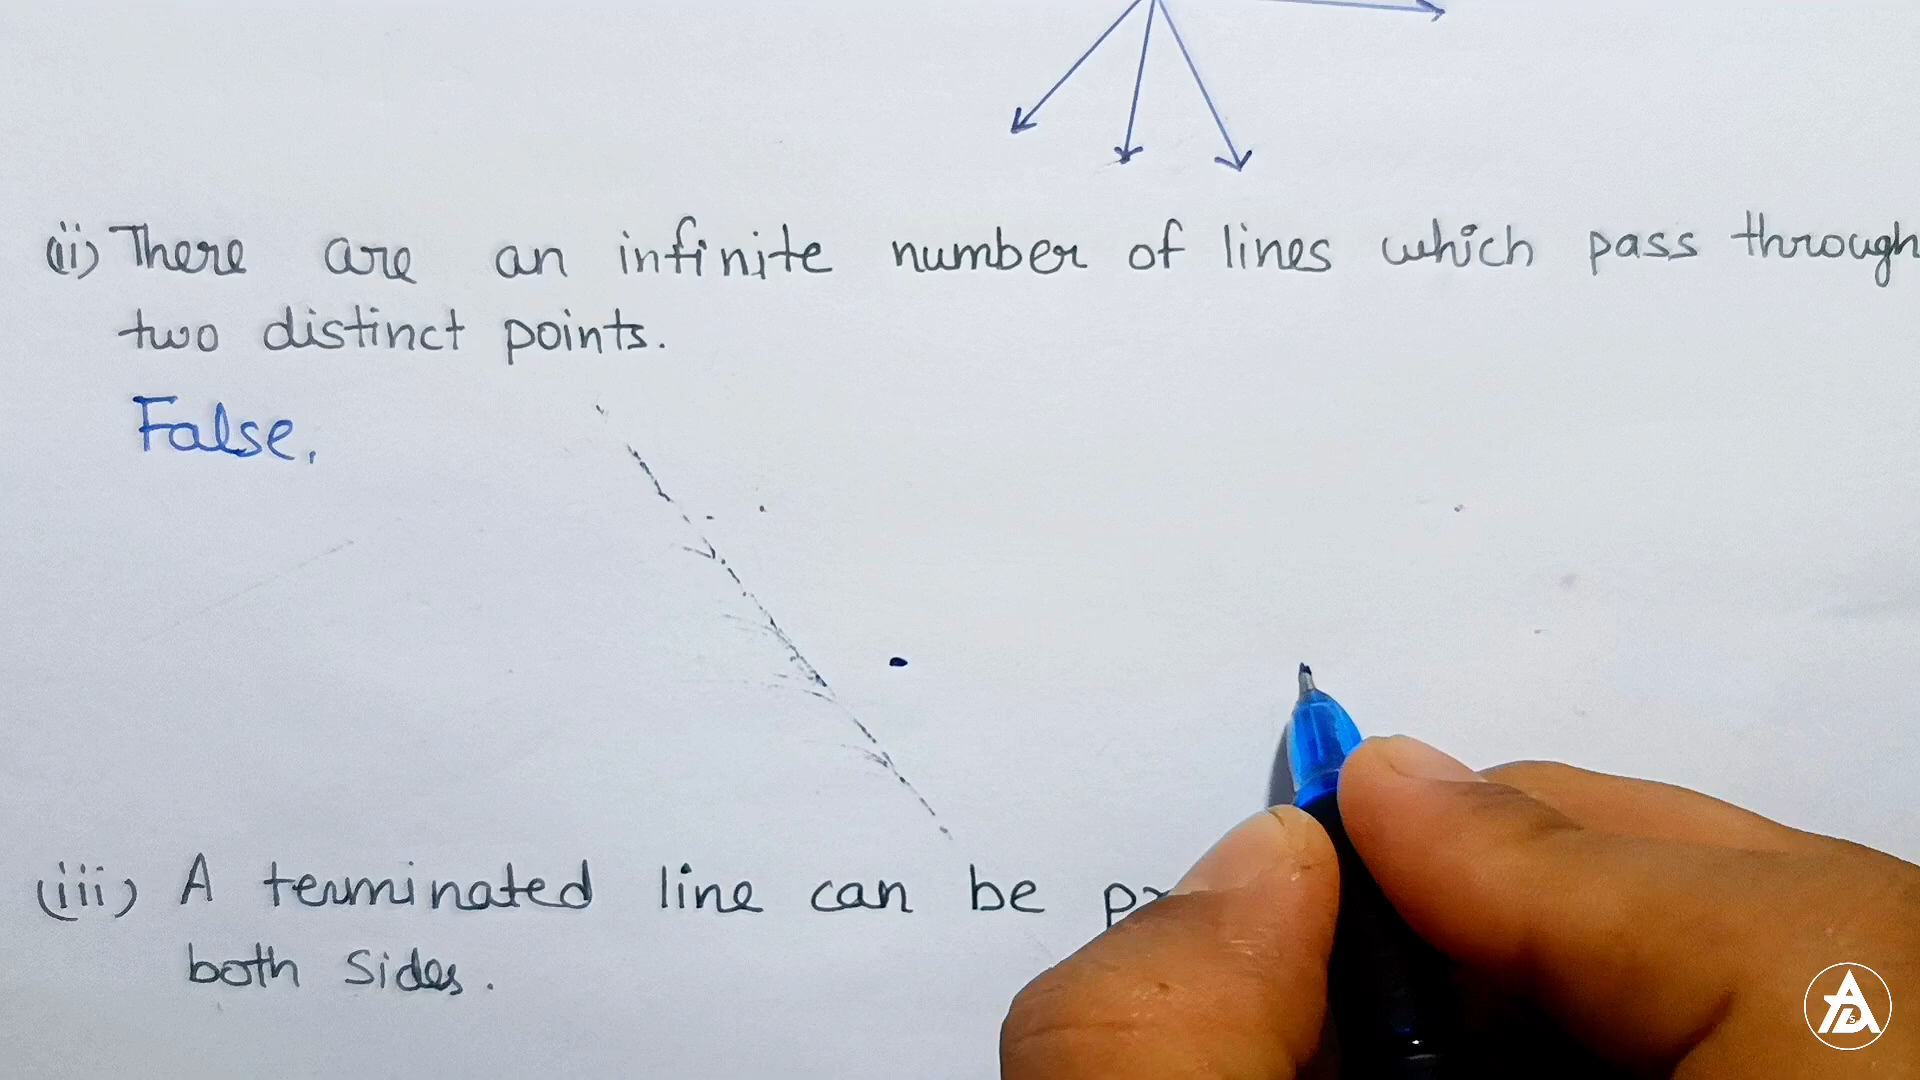 (ii) There are an infinite number of lines which pass through
two distinct points.
False.
(iii) A terminated line can be
both sides.